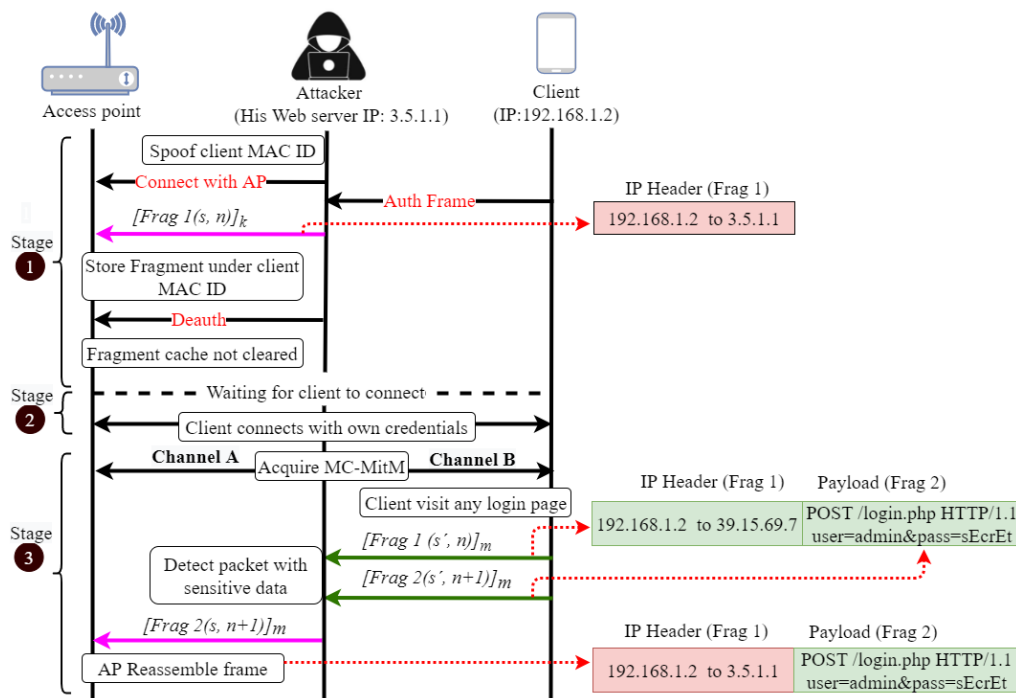 Access point
Attacker
(His Web server IP: 3.5.1.1)
Client
(IP:192.168.1.2)
Stage
1
Spoof client MAC ID
Connect with AP
Auth Frame
[Frag 1(s, n)]k
IP Header (Frag 1)
192.168.1.2 to 3.5.1.1
Store Fragment under client
MAC ID
Deauth
Fragment cache not cleared
Stage
2
Waiting for client to connect
Client connects with own credentials
Stage
3
Channel A
Acquire MC-MitM
Channel B
Client visit any login page
IP Header (Frag 1)
Payload (Frag 2)
192.168.1.2 to 39.15.69.7
POST /login.php HTTP/1.1
user=admin&pass=sEcrEt
[Frag 1 (s´, n)]m
Detect packet with
sensitive data
[Frag 2(s´, n+1)]m
[Frag 2(s, n+1)]m
AP Reassemble frame
IP Header (Frag 1)
Payload (Frag 2)
192.168.1.2 to 3.5.1.1
POST /login.php HTTP/1.1
user=admin&pass=sEcrEt